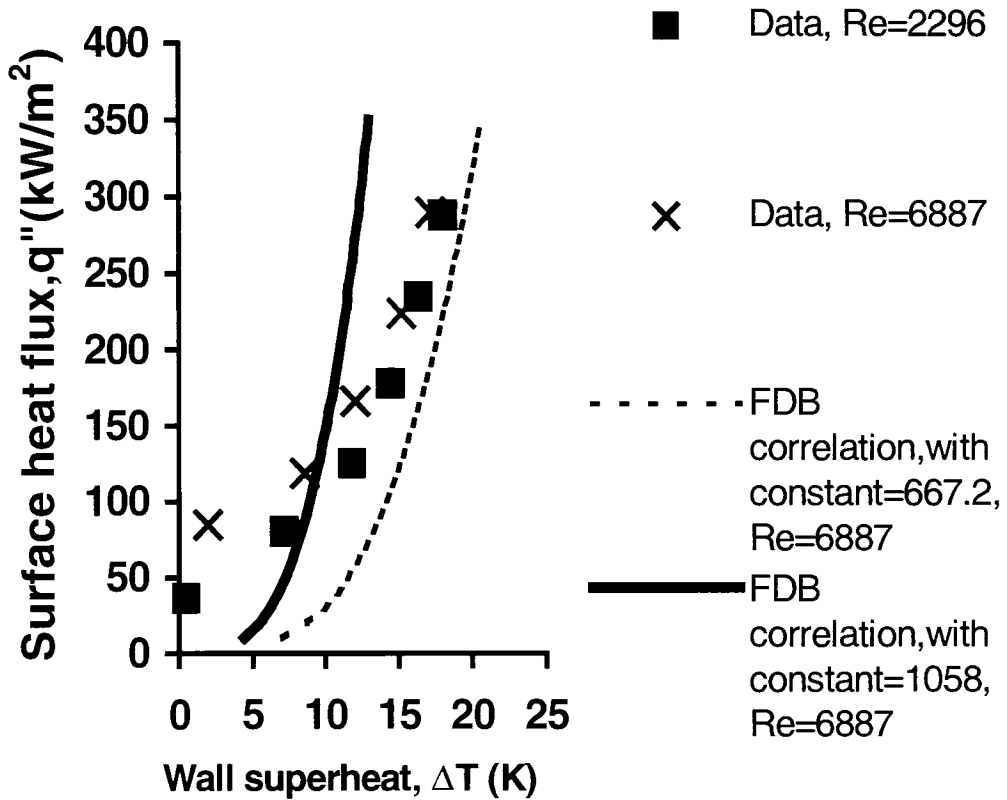 Surface heat flux,q"(kW/m²)
400
350
300
250
200
150
100
50
0
0 5 10 15 20 25
Wall superheat, ΔT (K)
Data, Re=2296
Data, Re=6887
FDB
correlation,with
constant=667.2,
Re=6887
FDB
correlation,with
constant=1058,
Re=6887